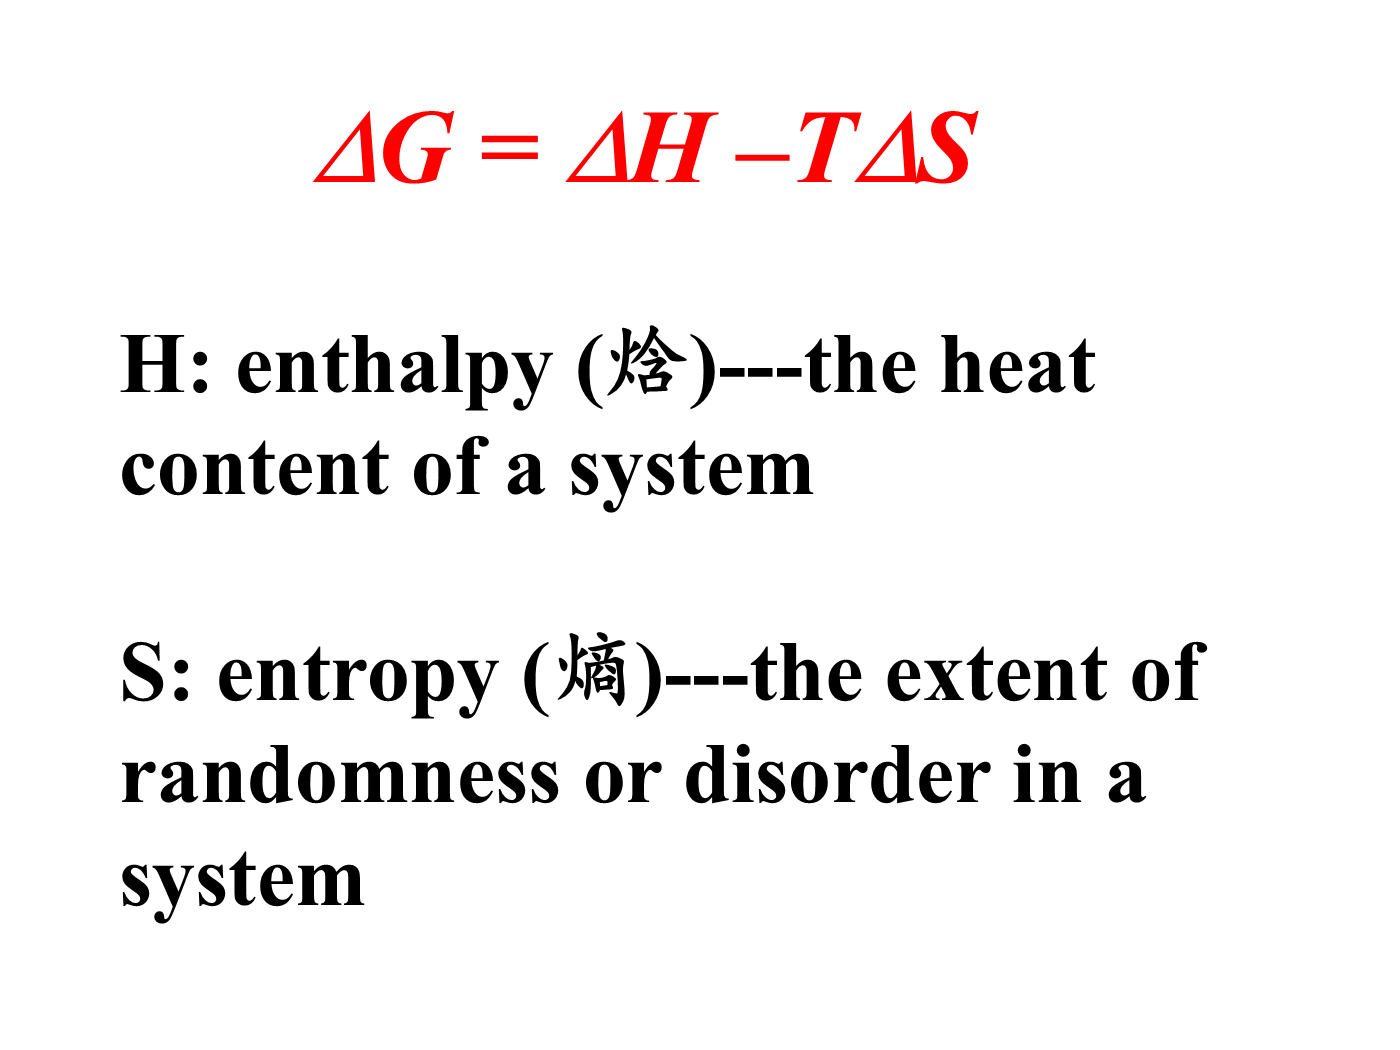 ΔG = ΔH –TΔS
H: enthalpy (焓)---the heat
content of a system
S: entropy (熵)---the extent of
randomness or disorder in a
system